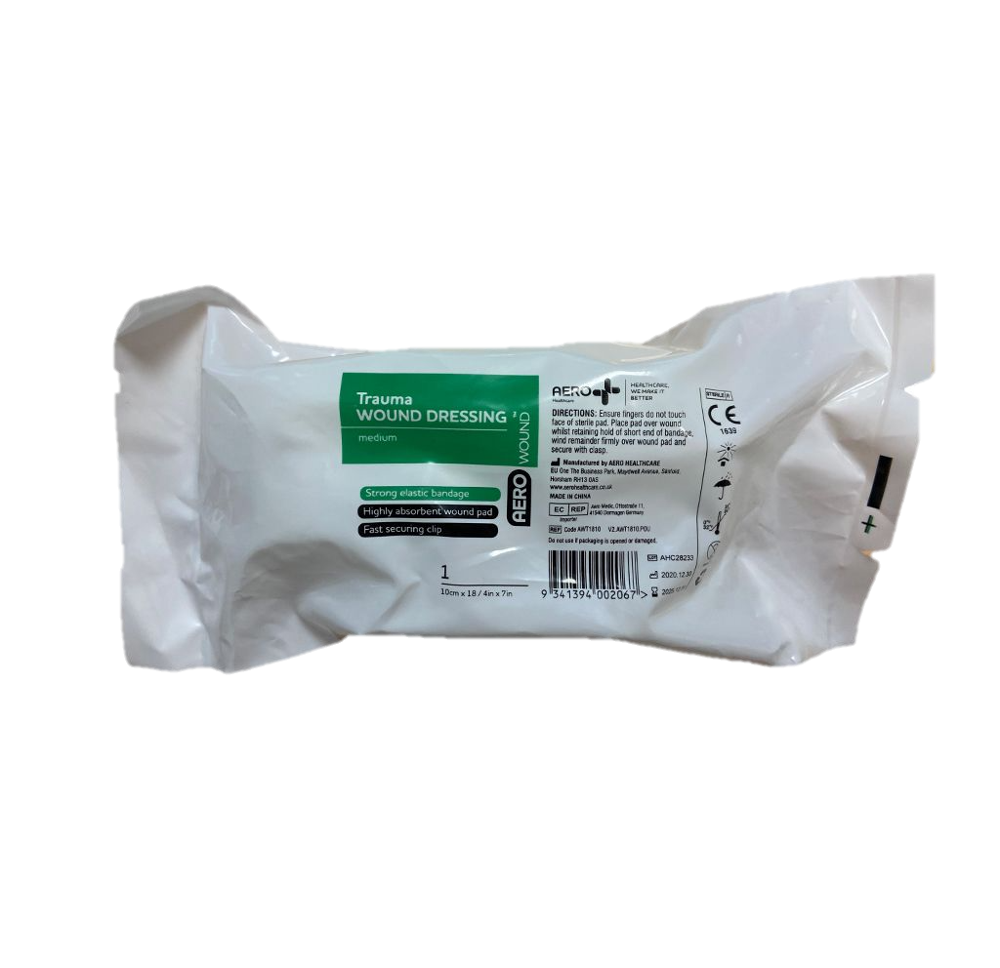 Trauma
WOUND DRESSING
medium
™
AERO WOUND
Strong elastic bandage
Highly absorbent wound pad
Fast securing clip
1
10cm x 18 / 4in x 7in
AERO
Healthcare
HEALTHCARE,
WE MAKE IT
BETTER
DIRECTIONS: Ensure fingers do not touch
face of sterile pad. Place pad over wound
whilst retaining hold of short end of bandage,
wind remainder firmly over wound pad and
secure with clasp.
Manufactured by AERO HEALTHCARE
EU One The Business Park, Maydwell Avenue, Slinfold,
Horsham RH13 0AS
www.aerohealthcare.co.uk
MADE IN CHINA
EC REP
Aero Medic, Ottostraße 11,
41540 Dormagen Germany
Importer
REF Code AWT1810 V2.AWT1810.POU
Do not use if packaging is opened or damaged.
9 341394 002067 >
LOT AHC28233
2020.12.30
STERILE R
CE
1639